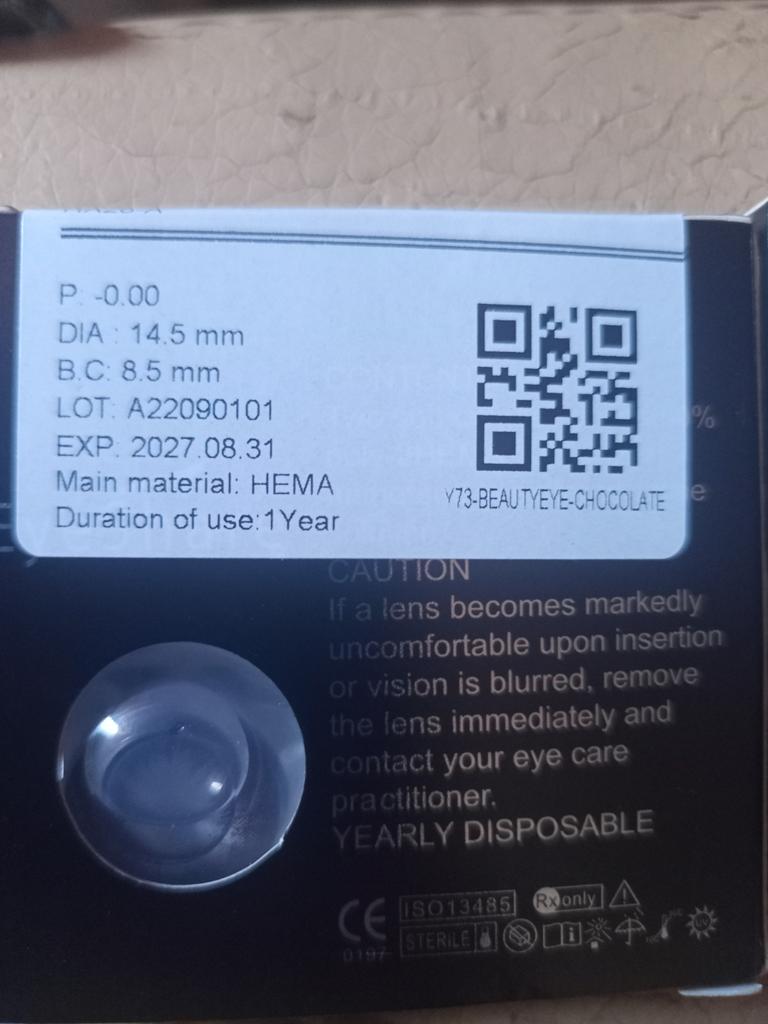 P: -0.00
DIA : 14.5 mm
B.C: 8.5 mm
LOT: A22090101
EXP: 2027.08.31
Main material: HEMA
Duration of use:1Year
Y73-BEAUTYEYE-CHOCOLATE
%
e
CAUTION
If a lens becomes markedly
uncomfortable upon insertion
or vision is blurred, remove
the lens immediately and
contact your eye care
practitioner.
YEARLY DISPOSABLE
CE ISO13485 Rx only
0197 STERILE